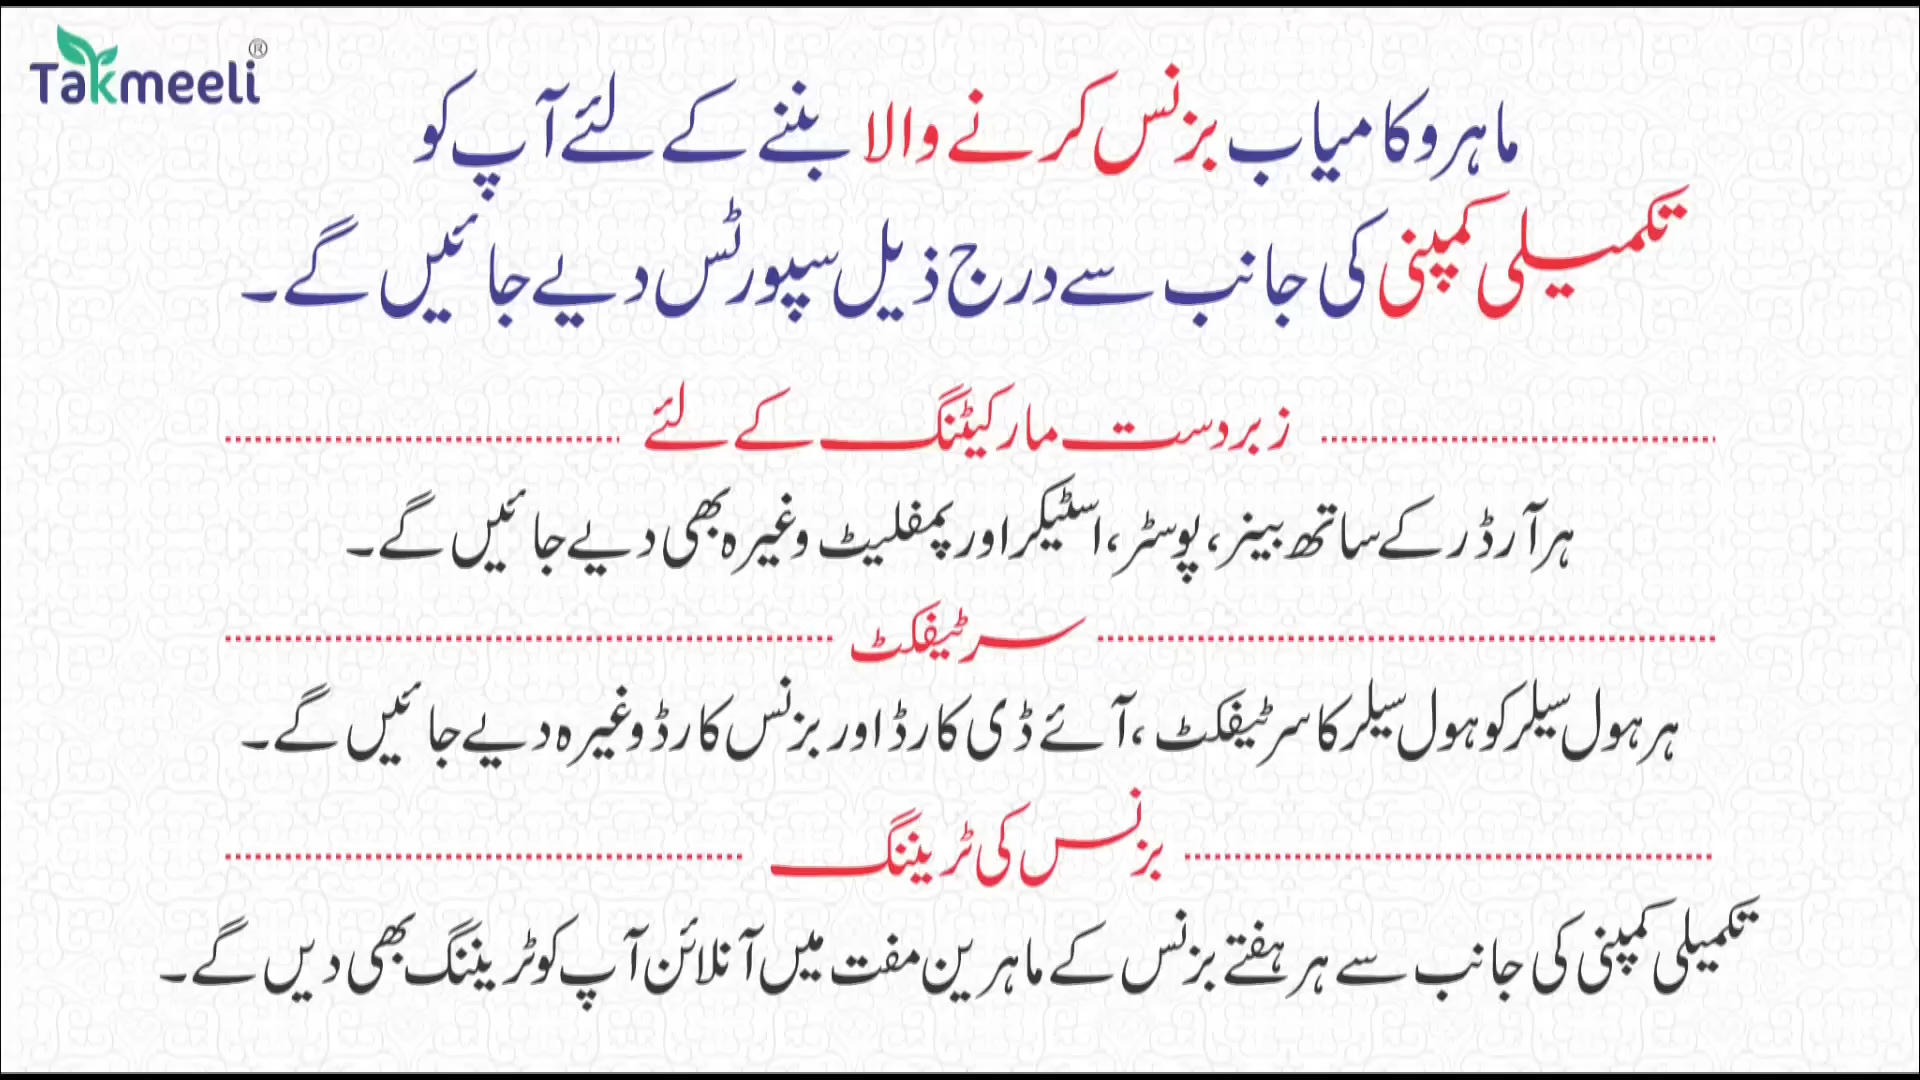 Takmeeli®
ماہر و کامیاب بزنس کرنے والا بننے کے لئے آپ کو
تکمیلی کمپنی کی جانب سے درج ذیل سپورٹس دیے جائیں گے۔
زبردست مارکیٹنگ کے لئے
ہر آرڈر کے ساتھ بینر، پوسٹر، اسٹیکر اور پمفلیٹ وغیرہ بھی دیے جائیں گے۔
سرٹیفکٹ
ہر ہول سیلر کو ہول سیلر کا سرٹیفکٹ، آئے ڈی کارڈ اور بزنس کارڈ وغیرہ دیے جائیں گے۔
بزنس کی ٹریننگ
تکمیلی کمپنی کی جانب سے ہر ہفتے بزنس کے ماہرین مفت میں آنلائن آپ کو ٹریننگ بھی دیں گے۔